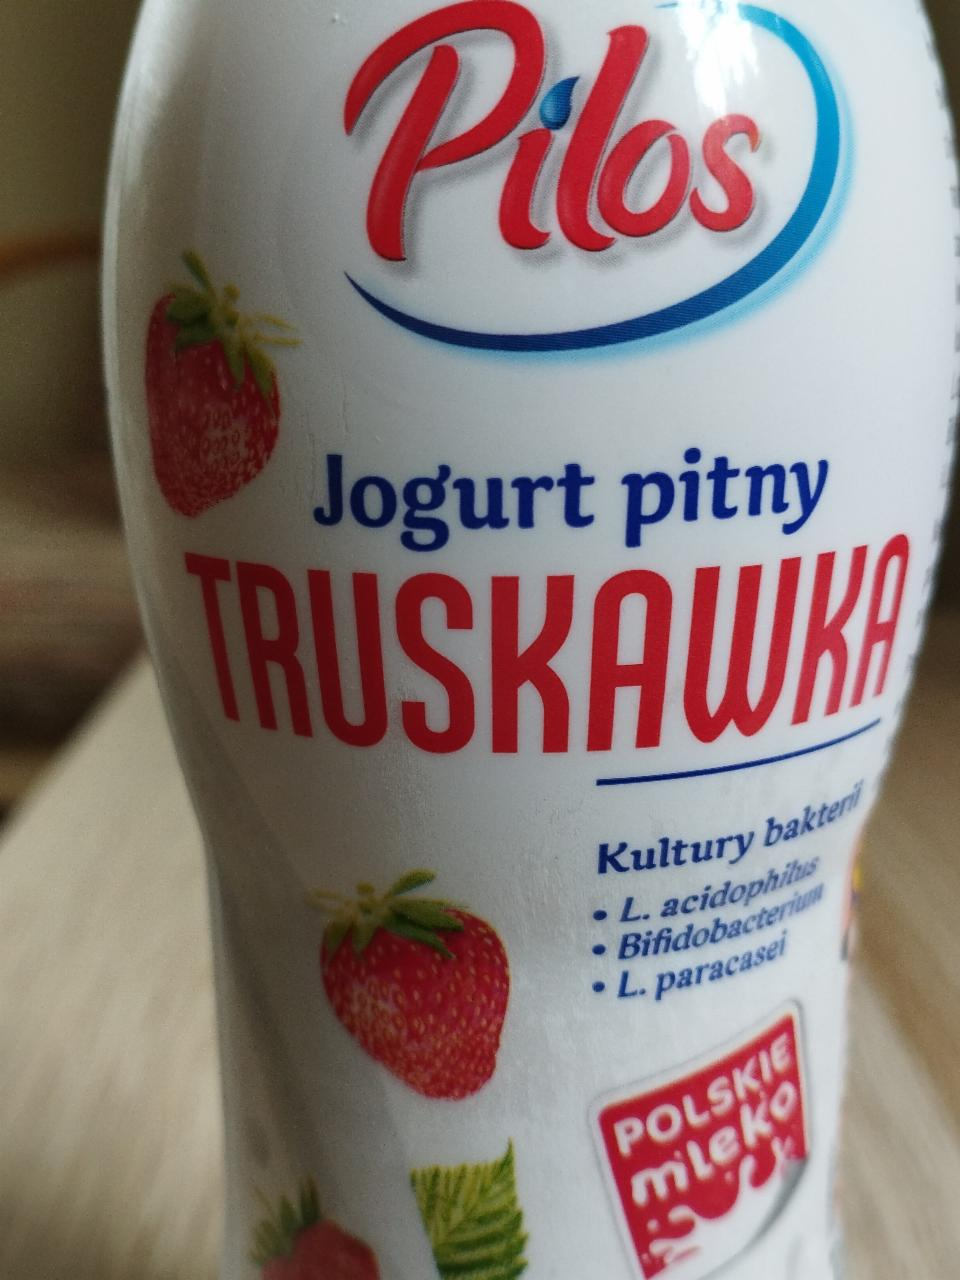 Pilos
Jogurt pitny
TRUSKAWKA
Kultury bakterii
• L. acidophilus
• Bifidobacterium
• L. paracasei
POLSKIE
mleko